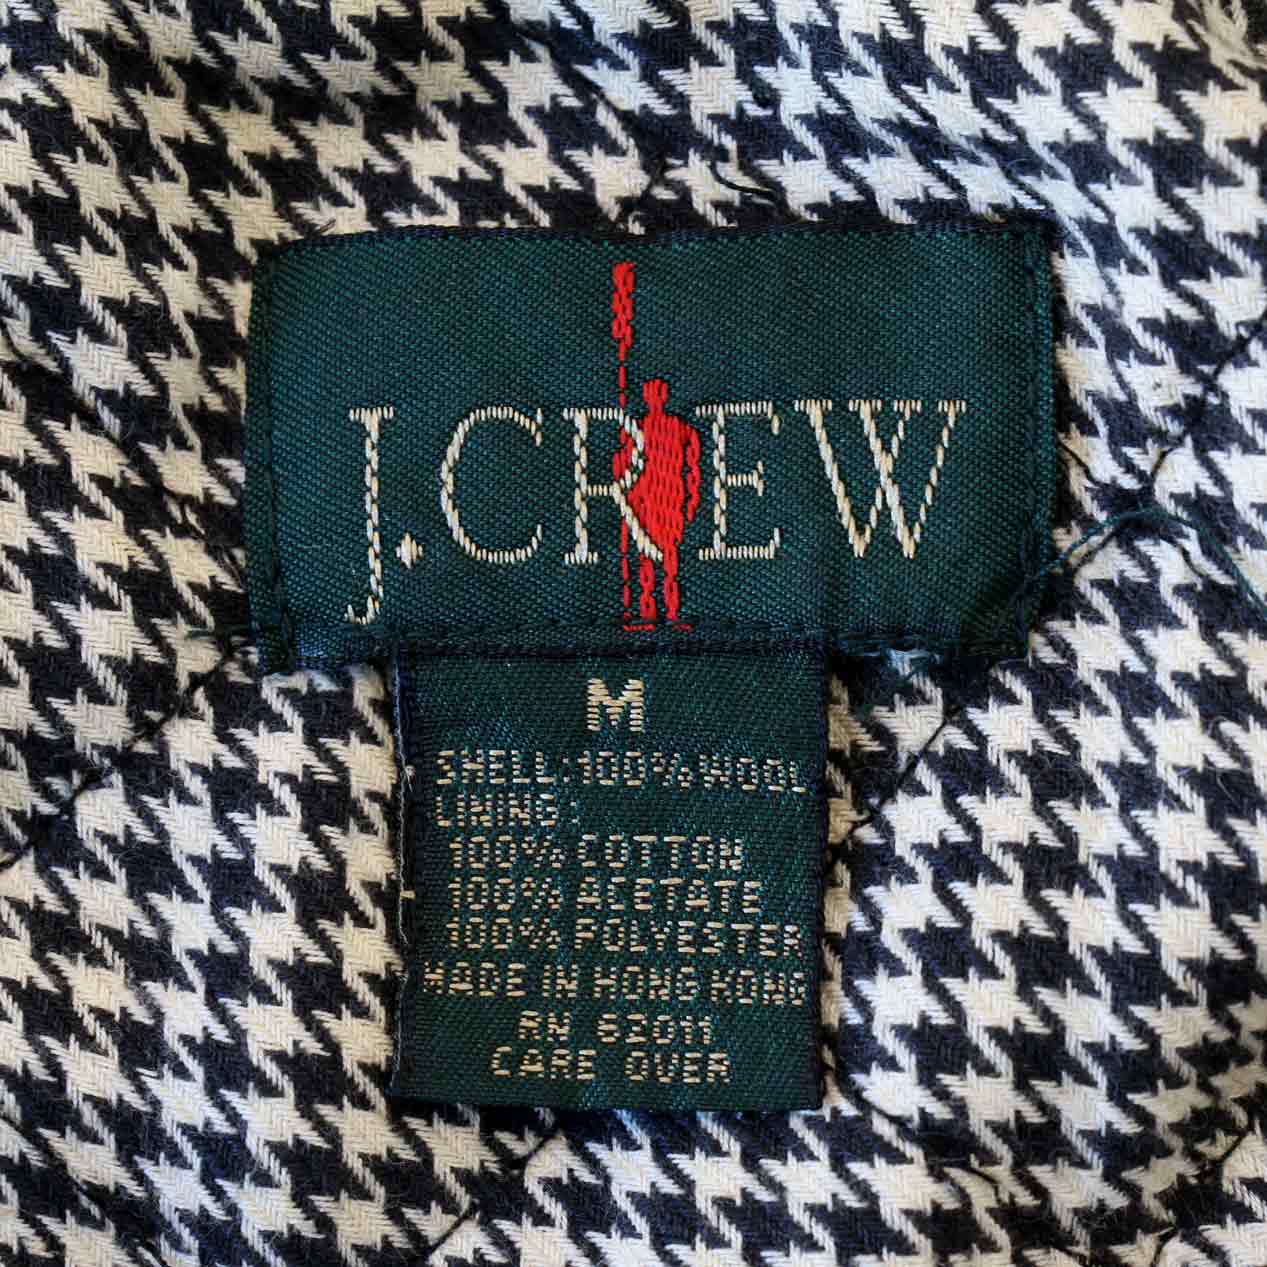 J.CREW
M
SHELL:100% WOOL
LINING:
100% COTTON
100% ACETATE
100% POLYESTER
MADE IN HONG KONG
RN 62011
CARE OVER